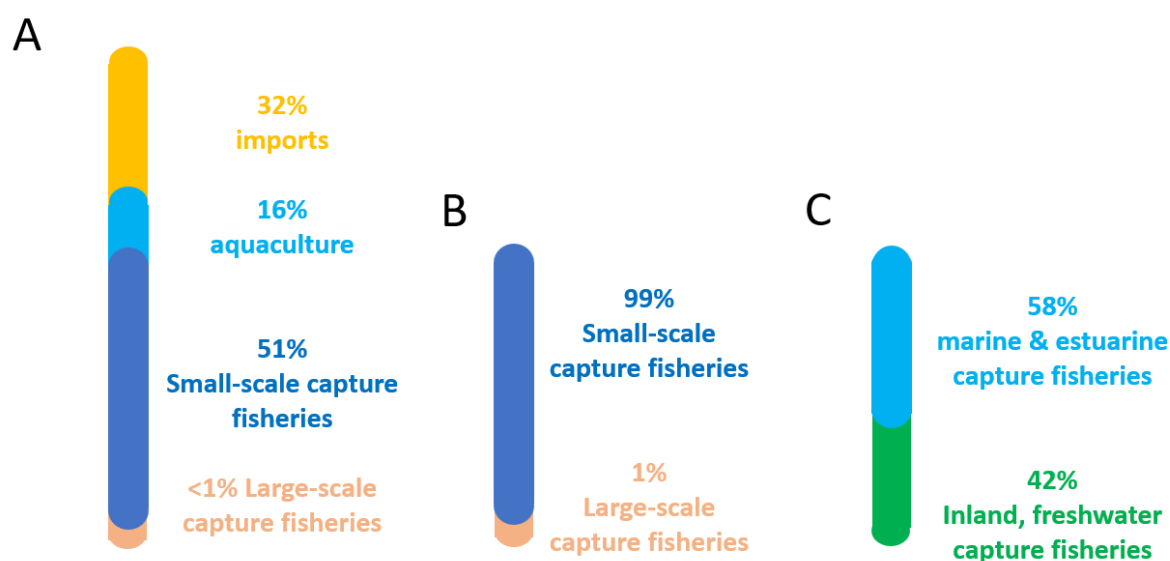 A
32%
imports
16%
aquaculture
51%
Small-scale capture
fisheries
<1% Large-scale
capture fisheries
B
99%
Small-scale
capture fisheries
1%
Large-scale
capture fisheries
C
58%
marine & estuarine
capture fisheries
42%
Inland, freshwater
capture fisheries